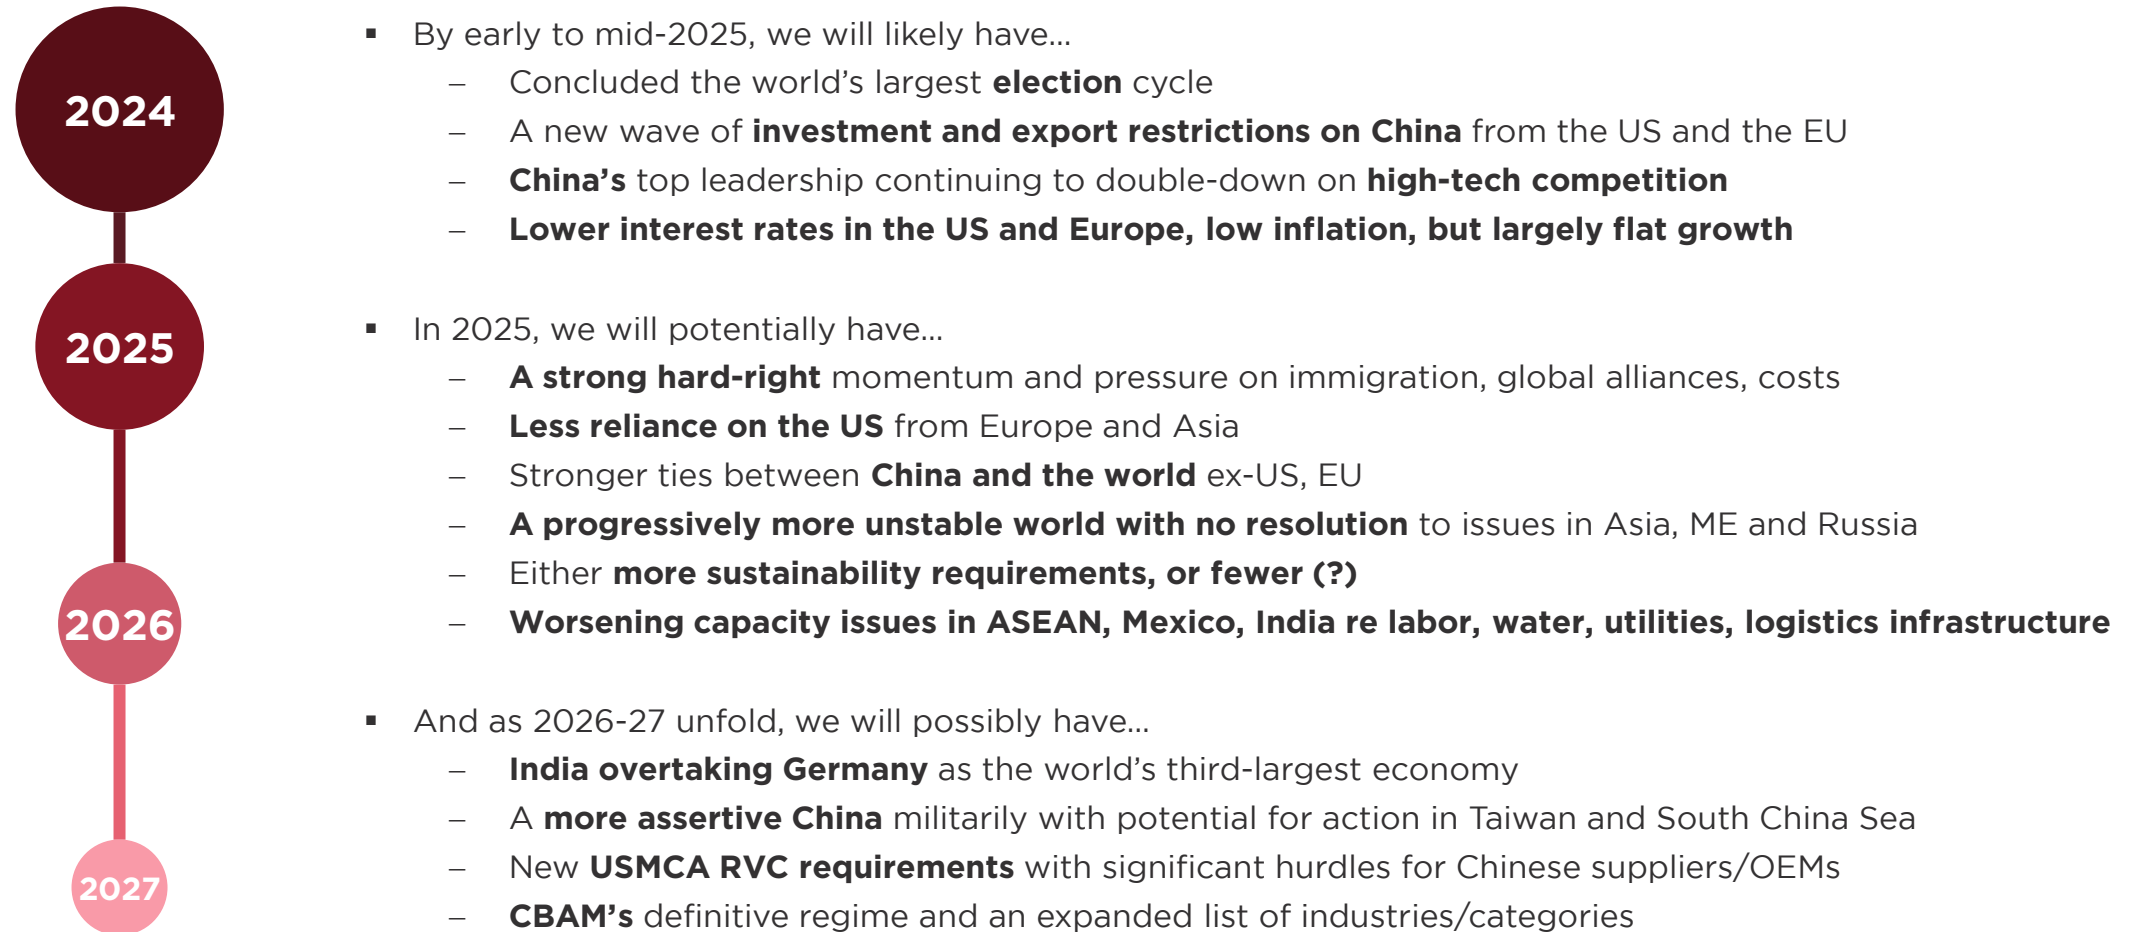 2024
▪ By early to mid-2025, we will likely have…
– Concluded the world’s largest election cycle
– A new wave of investment and export restrictions on China from the US and the EU
– China’s top leadership continuing to double-down on high-tech competition
– Lower interest rates in the US and Europe, low inflation, but largely flat growth
2025
▪ In 2025, we will potentially have…
– A strong hard-right momentum and pressure on immigration, global alliances, costs
– Less reliance on the US from Europe and Asia
– Stronger ties between China and the world ex-US, EU
– A progressively more unstable world with no resolution to issues in Asia, ME and Russia
– Either more sustainability requirements, or fewer (?)
– Worsening capacity issues in ASEAN, Mexico, India re labor, water, utilities, logistics infrastructure
2026
▪ And as 2026-27 unfold, we will possibly have…
– India overtaking Germany as the world’s third-largest economy
– A more assertive China militarily with potential for action in Taiwan and South China Sea
– New USMCA RVC requirements with significant hurdles for Chinese suppliers/OEMs
– CBAM’s definitive regime and an expanded list of industries/categories
2027